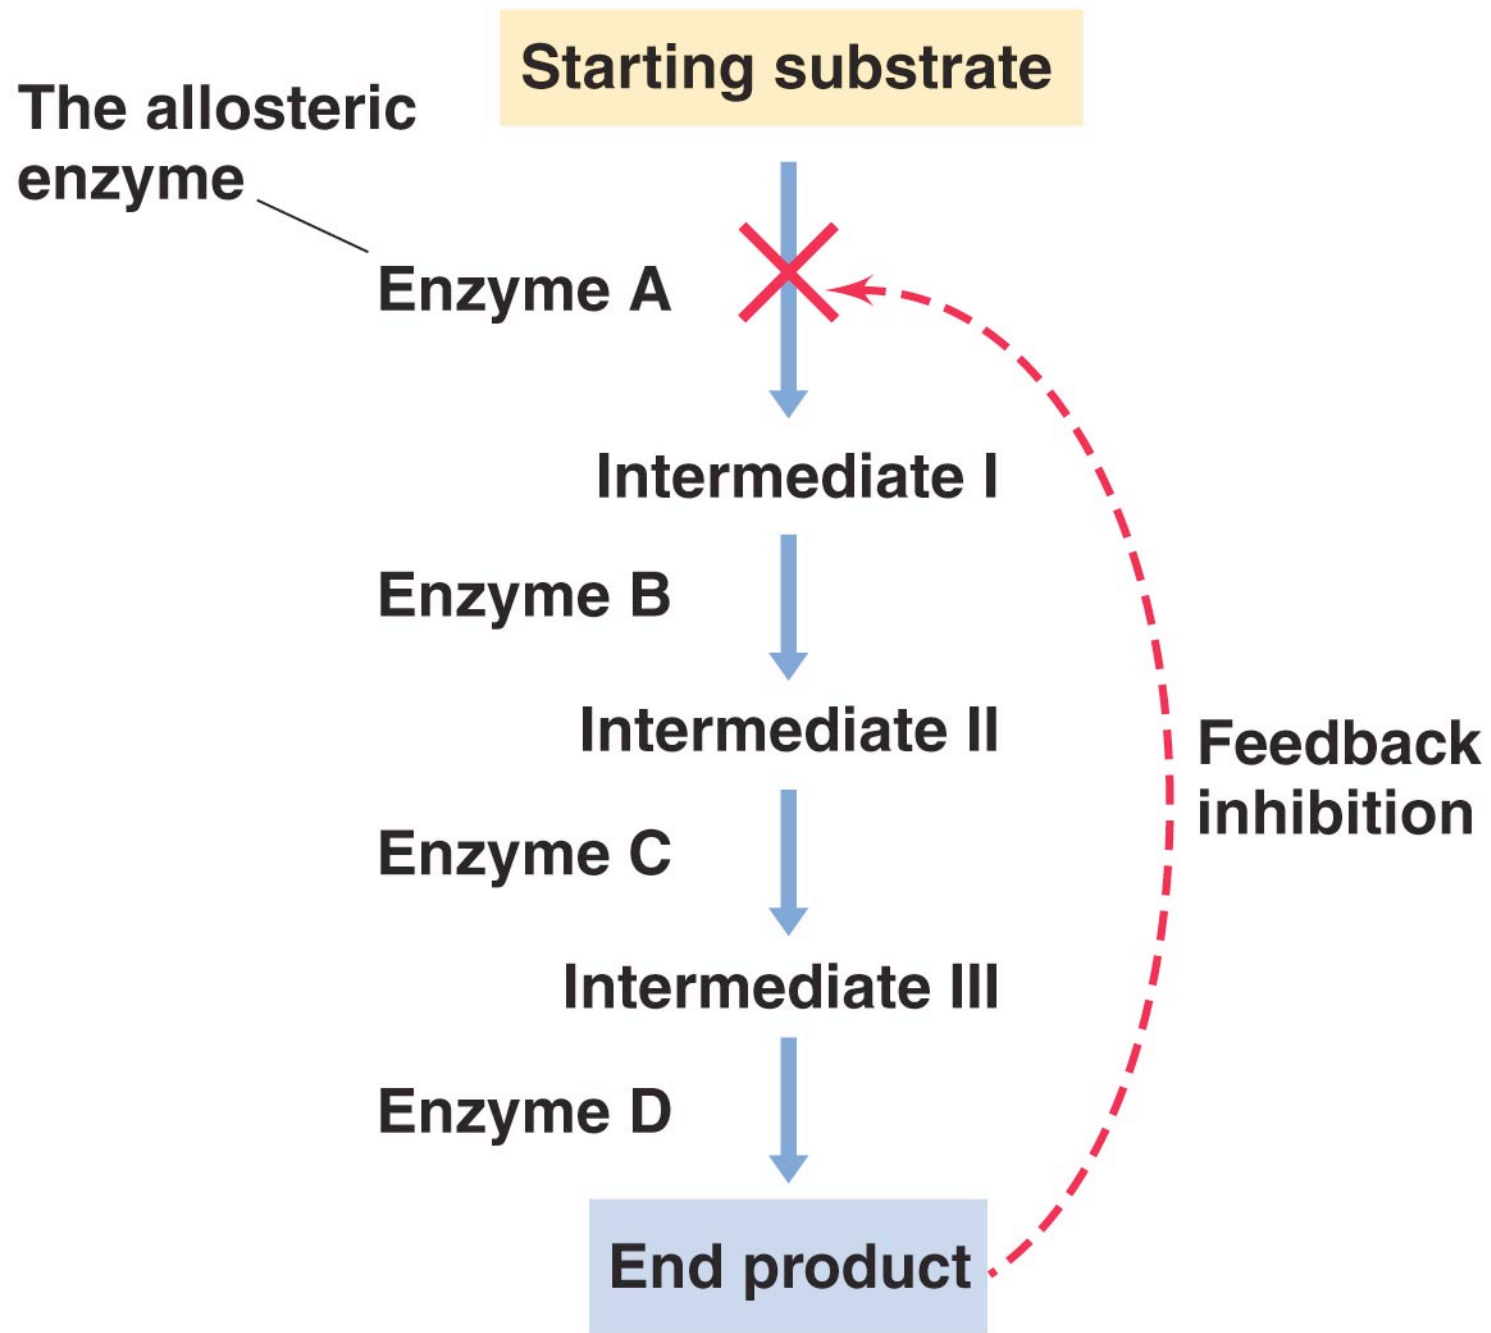 Starting substrate
The allosteric
enzyme
Enzyme A
Intermediate I
Enzyme B
Intermediate II
Feedback
inhibition
Enzyme C
Intermediate III
Enzyme D
End product